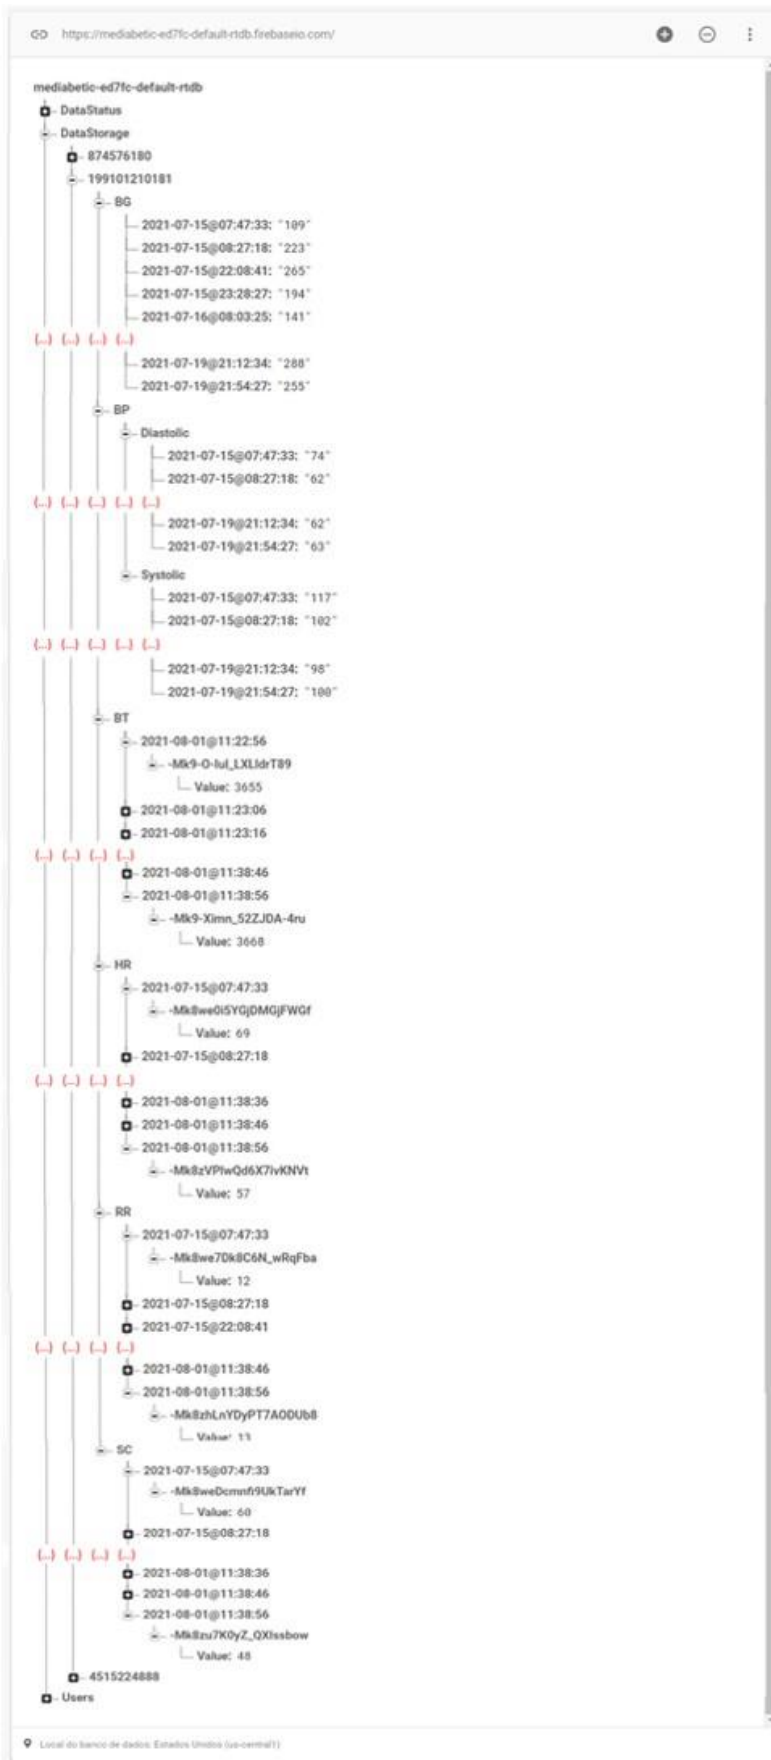 https://mediabetic-ed7fc-default-rtdb.firebaseio.com/
mediabetic-ed7fc-default-rtdb
DataStatus
DataStorage
874576180
199101210181
BG
2021-07-15@07:47:33: "109"
2021-07-15@08:27:18: "223"
2021-07-15@22:08:41: "265"
2021-07-15@23:28:27: "194"
2021-07-16@08:03:25: "141"
(...) (...) (...) (...)
2021-07-19@21:12:34: "288"
2021-07-19@21:54:27: "255"
BP
Diastolic
2021-07-15@07:47:33: "74"
2021-07-15@08:27:18: "62"
(...) (...) (...) (...) (...)
2021-07-19@21:12:34: "62"
2021-07-19@21:54:27: "63"
Systolic
2021-07-15@07:47:33: "117"
2021-07-15@08:27:18: "102"
(...) (...) (...) (...) (...)
2021-07-19@21:12:34: "98"
2021-07-19@21:54:27: "100"
BT
2021-08-01@11:22:56
-Mk9-O-Iul_LXLIdrT89
Value: 3655
2021-08-01@11:23:06
2021-08-01@11:23:16
(...) (...) (...) (...)
2021-08-01@11:38:46
2021-08-01@11:38:56
-Mk9-Ximn_52ZJDA-4ru
Value: 3668
HR
2021-07-15@07:47:33
-Mk8we0i5YGjDMGjFWGf
Value: 69
2021-07-15@08:27:18
(...) (...) (...) (...)
2021-08-01@11:38:36
2021-08-01@11:38:46
2021-08-01@11:38:56
-Mk8zVPIwQd6X7ivKNVt
Value: 57
RR
2021-07-15@07:47:33
-Mk8we7Dk8C6N_wRqFba
Value: 12
2021-07-15@08:27:18
2021-07-15@22:08:41
(...) (...) (...) (...)
2021-08-01@11:38:46
2021-08-01@11:38:56
-Mk8zhLnYDyPT7AODUb8
Value: 13
SC
2021-07-15@07:47:33
-Mk8weDcmnfi9UkTarYf
Value: 60
2021-07-15@08:27:18
(...) (...) (...) (...)
2021-08-01@11:38:36
2021-08-01@11:38:46
2021-08-01@11:38:56
-Mk8zu7K0yZ_QXIssbow
Value: 48
4515224888
Users
Local do banco de dados: Estados Unidos (us-central1)